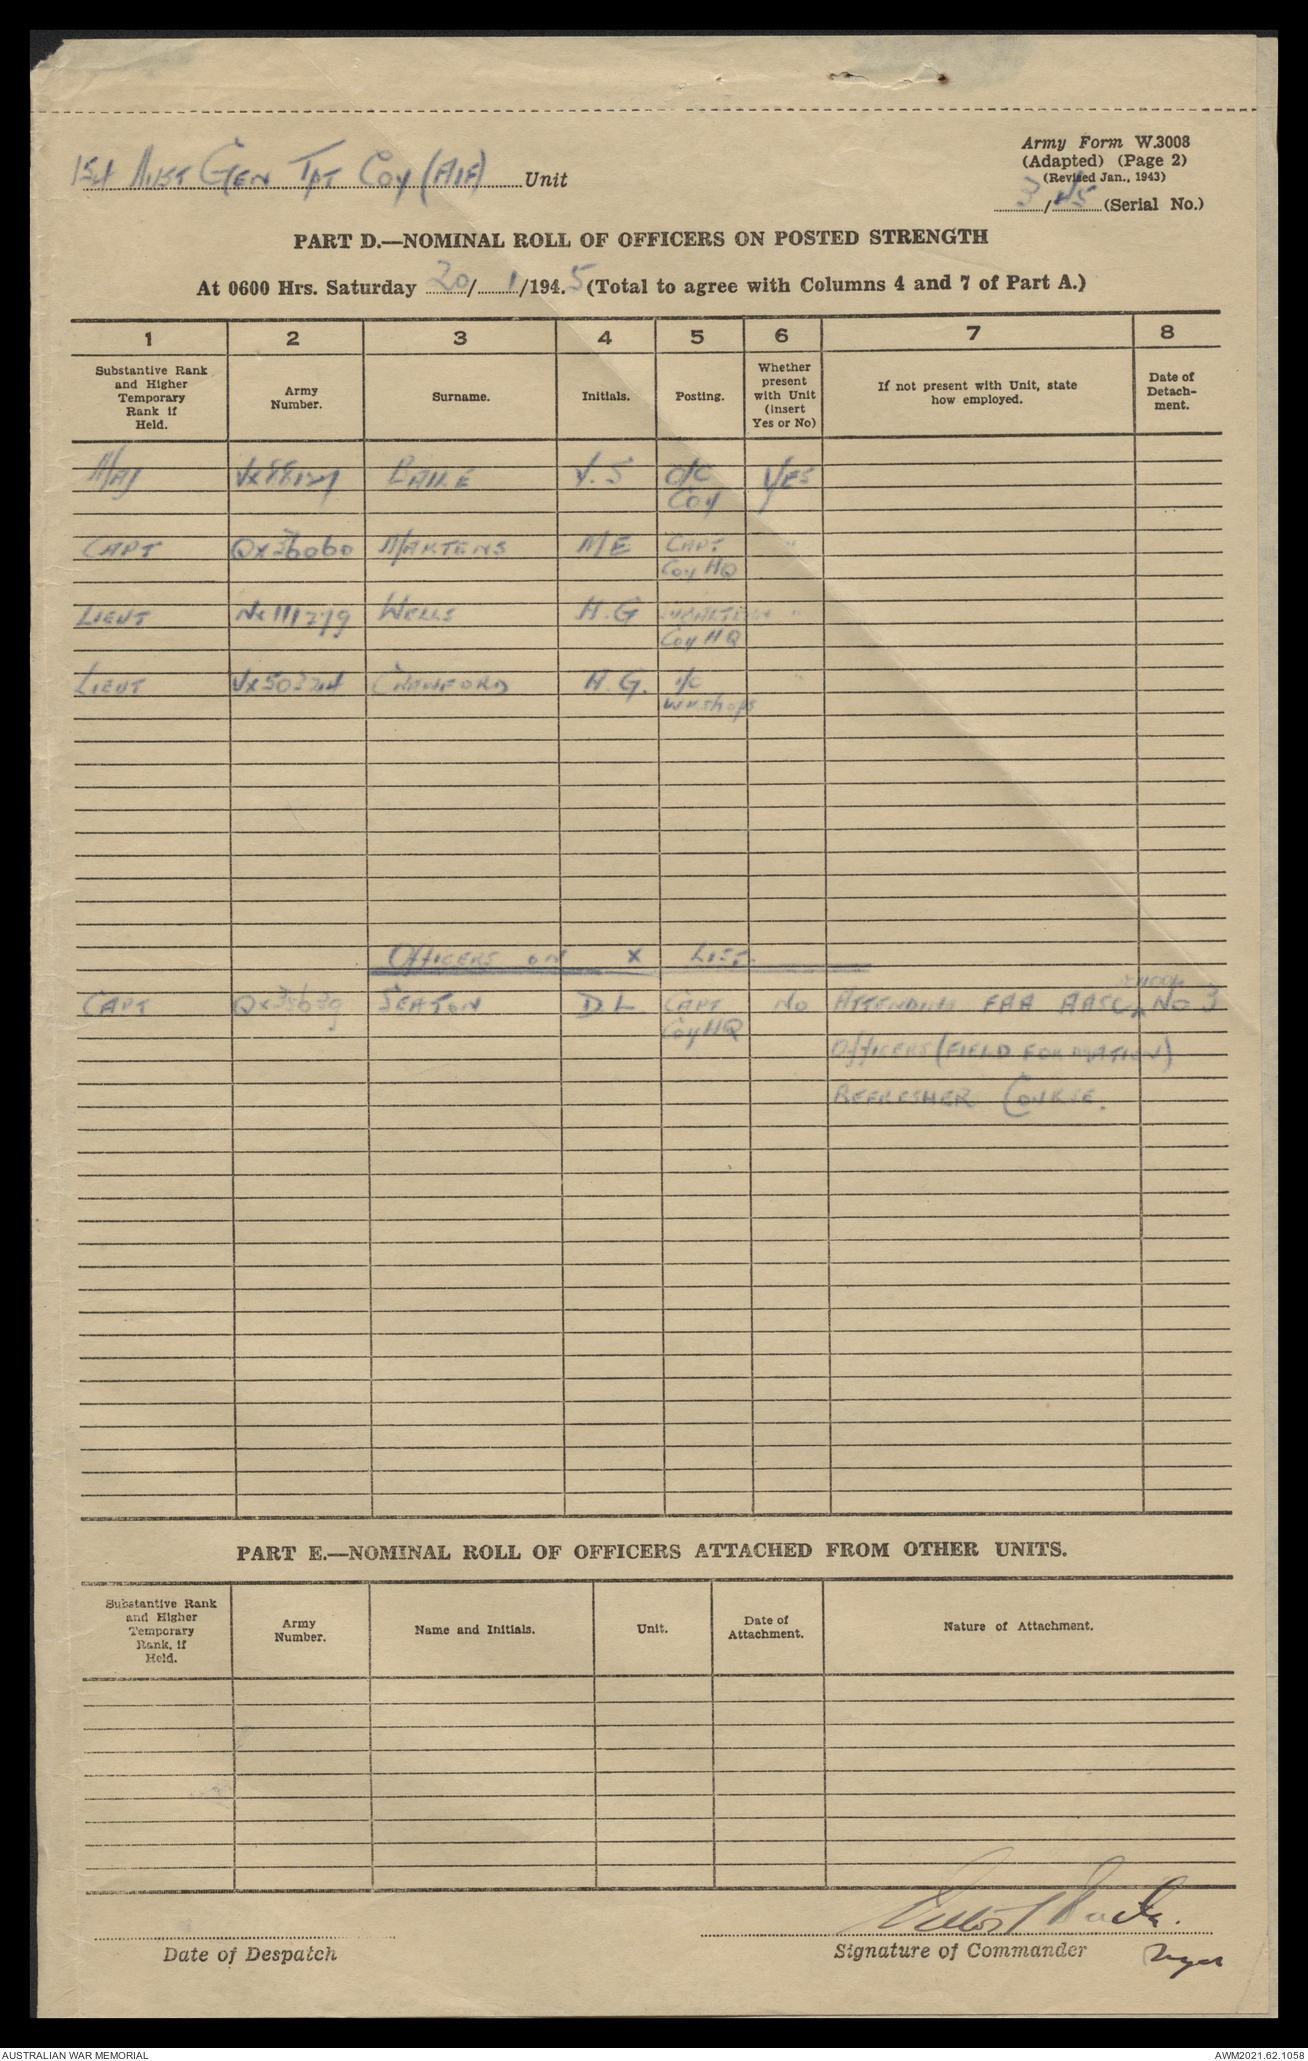 1st Aust Gen Tpt Coy (AIF) Unit
Army Form W.3008
(Adapted) (Page 2)
(Revised Jan., 1943)
3/45 (Serial No.)
PART D.—NOMINAL ROLL OF OFFICERS ON POSTED STRENGTH
At 0600 Hrs. Saturday 20/1/1945 (Total to agree with Columns 4 and 7 of Part A.)
1 2 3 4 5 6 7 8
Substantive Rank and Higher Temporary Rank if Held. Army Number. Surname. Initials. Posting. Whether present with Unit (insert Yes or No) If not present with Unit, state how employed. Date of Detach-ment.
MAJ V.S O/C YES
Coy
CAPT QX36060 MARTENS M E CAPT "
Coy HQ
LIEUT NX111279 WELLS H.G "
Coy HQ
LIEUT CRAWFORD A.G. O/C "
Wkshops
OFFICERS ON X LIST.
School
CAPT SEATON D.L CAPT No ATTENDING AASC No 3
Coy HQ
OFFICERS (FIELD FORMATION)
REFRESHER COURSE.
PART E.—NOMINAL ROLL OF OFFICERS ATTACHED FROM OTHER UNITS.
Substantive Rank and Higher Temporary Rank, if Held. Army Number. Name and Initials. Unit. Date of Attachment. Nature of Attachment.
Date of Despatch
Signature of Commander
AUSTRALIAN WAR MEMORIAL
AWM2021.62.1058